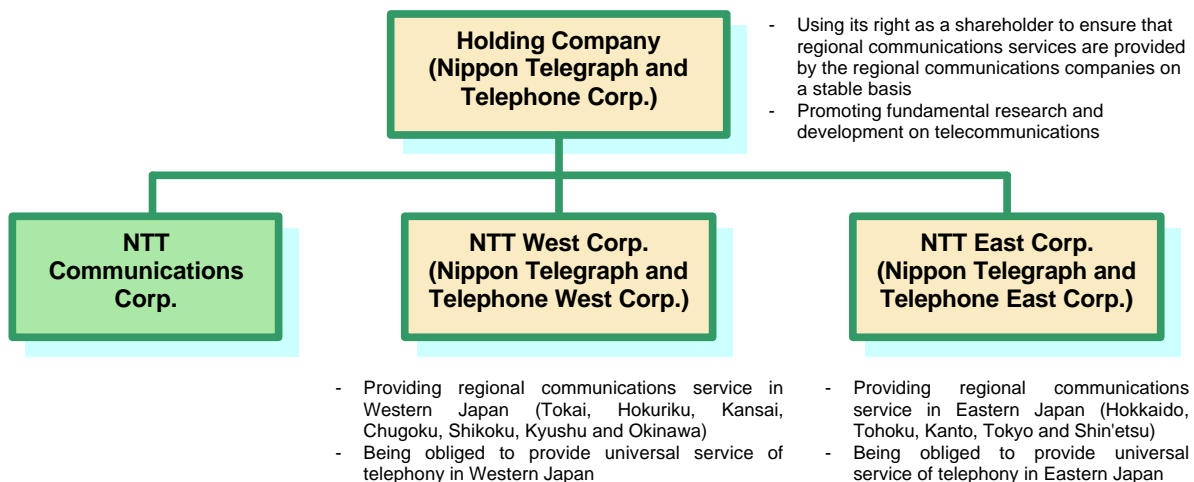 Holding Company
(Nippon Telegraph and
Telephone Corp.)
- Using its right as a shareholder to ensure that
regional communications services are provided
by the regional communications companies on
a stable basis
- Promoting fundamental research and
development on telecommunications
NTT
Communications
Corp.
NTT West Corp.
(Nippon Telegraph and
Telephone West Corp.)
NTT East Corp.
(Nippon Telegraph and
Telephone East Corp.)
- Providing regional communications service in
Western Japan (Tokai, Hokuriku, Kansai,
Chugoku, Shikoku, Kyushu and Okinawa)
- Being obliged to provide universal service of
telephony in Western Japan
- Providing regional communications
service in Eastern Japan (Hokkaido,
Tohoku, Kanto, Tokyo and Shin'etsu)
- Being obliged to provide universal
service of telephony in Eastern Japan